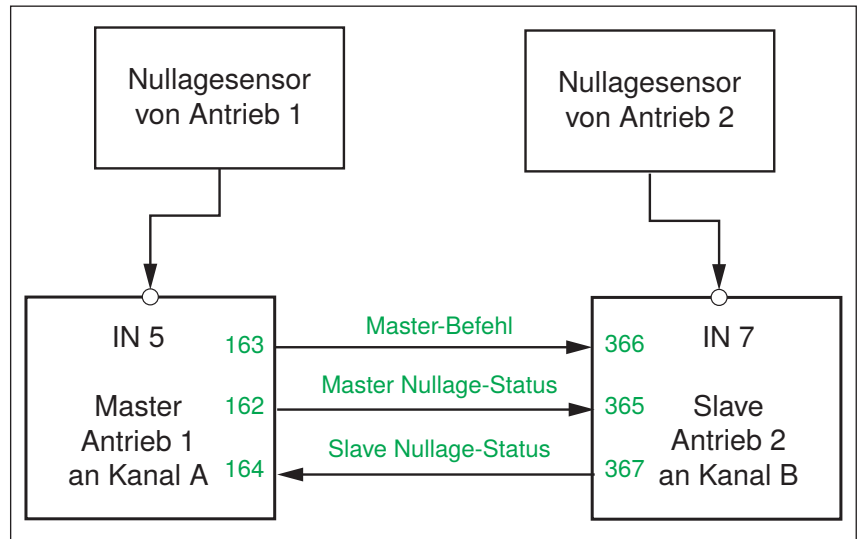 Nullagesensor
von Antrieb 1
Nullagesensor
von Antrieb 2
IN 5
163
Master-Befehl
366
IN 7
Master
Antrieb 1
an Kanal A
162
Master Nullage-Status
365
Slave
Antrieb 2
an Kanal B
164
Slave Nullage-Status
367